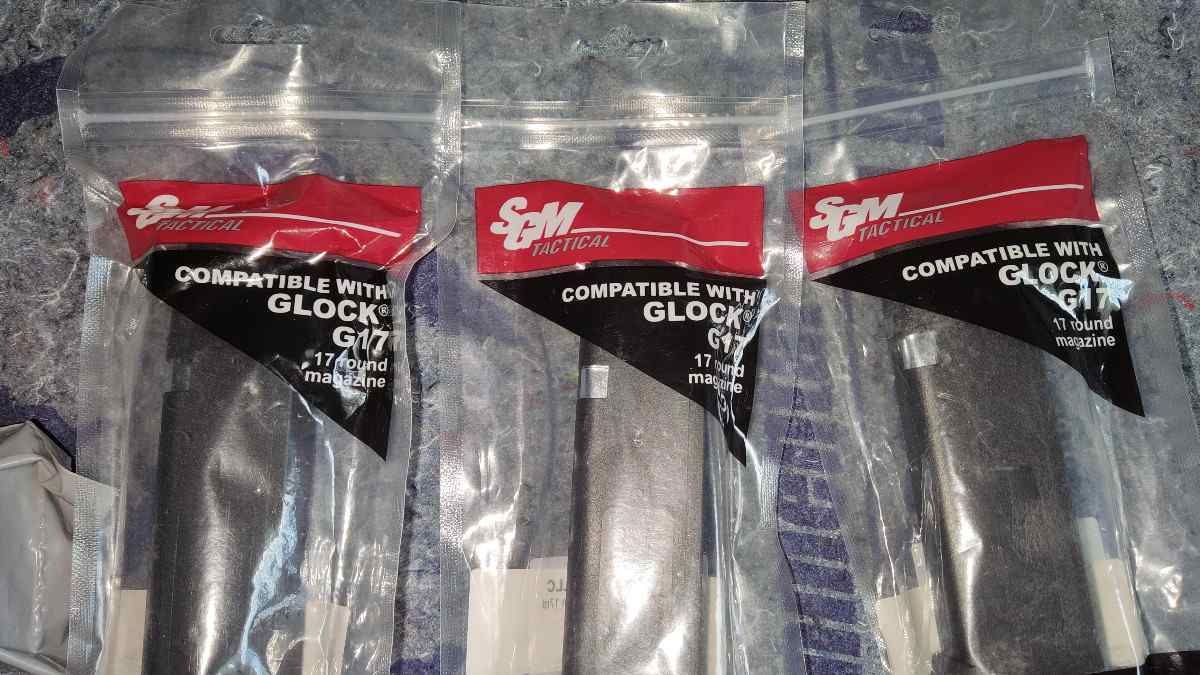 SGM
TACTICAL
COMPATIBLE WITH
GLOCK®
G17
17 round
magazine
SGM
TACTICAL
COMPATIBLE WITH
GLOCK®
G17
17 round
magazine
SGM
TACTICAL
COMPATIBLE WITH
GLOCK®
G17
17 round
magazine